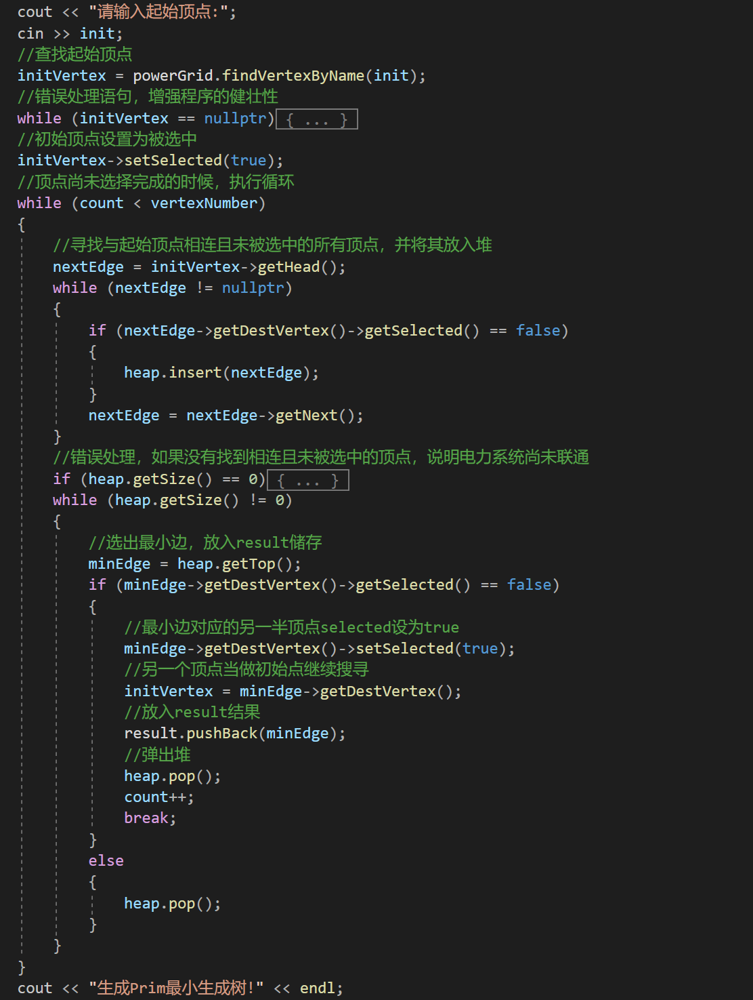 cout << "请输入起始顶点:";
cin >> init;
//查找起始顶点
initVertex = powerGrid.findVertexByName(init);
//错误处理语句，增强程序的健壮性
while (initVertex == nullptr){ ... }
//初始顶点设置为被选中
initVertex->setSelected(true);
//顶点尚未选择完成的时候，执行循环
while (count < vertexNumber)
{
    //寻找与起始顶点相连且未被选中的所有顶点，并将其放入堆
    nextEdge = initVertex->getHead();
    while (nextEdge != nullptr)
    {
        if (nextEdge->getDestVertex()->getSelected() == false)
        {
            heap.insert(nextEdge);
        }
        nextEdge = nextEdge->getNext();
    }
    //错误处理，如果没有找到相连且未被选中的顶点，说明电力系统尚未联通
    if (heap.getSize() == 0){ ... }
    while (heap.getSize() != 0)
    {
        //选出最小边，放入result储存
        minEdge = heap.getTop();
        if (minEdge->getDestVertex()->getSelected() == false)
        {
            //最小边对应的另一半顶点selected设为true
            minEdge->getDestVertex()->setSelected(true);
            //另一个顶点当做初始点继续搜寻
            initVertex = minEdge->getDestVertex();
            //放入result结果
            result.pushBack(minEdge);
            //弹出堆
            heap.pop();
            count++;
            break;
        }
        else
        {
            heap.pop();
        }
    }
}
cout << "生成Prim最小生成树!" << endl;